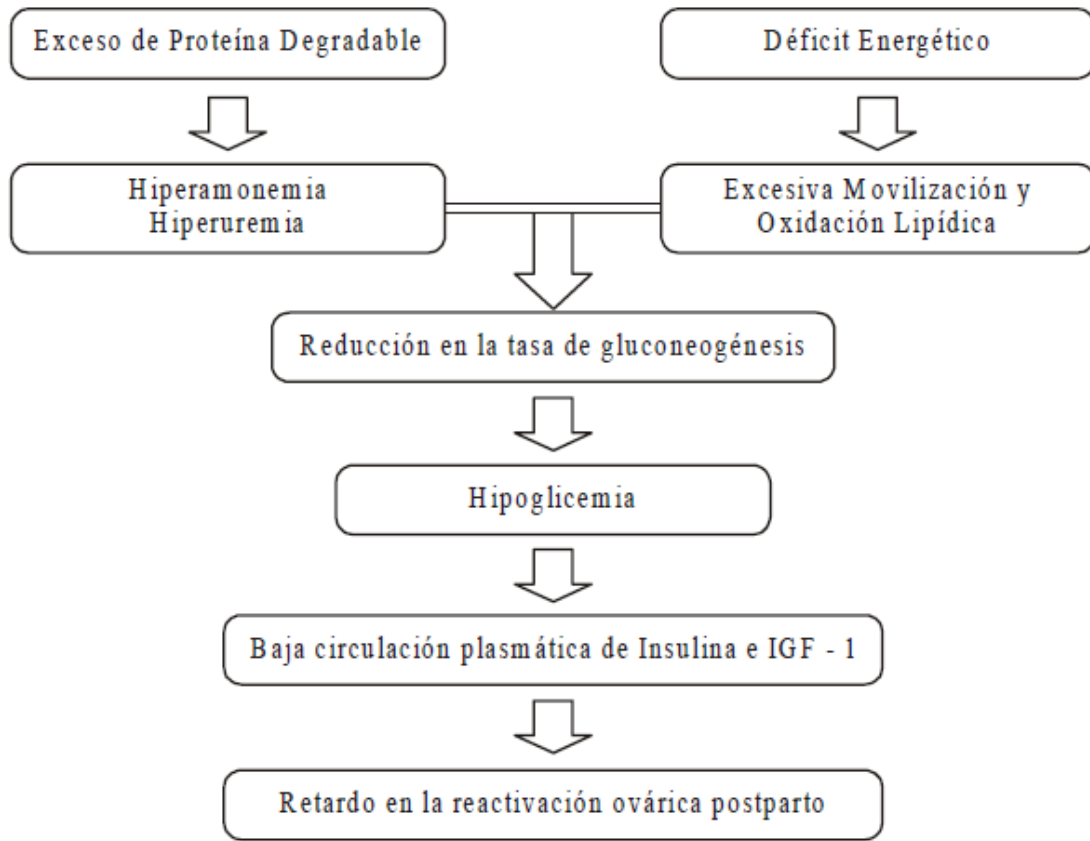 Exceso de Proteína Degradable
Déficit Energético
Hiperamonemia
Hiperuremia
Excesiva Movilización y
Oxidación Lipídica
Reducción en la tasa de gluconeogénesis
Hipoglicemia
Baja circulación plasmática de Insulina e IGF - 1
Retardo en la reactivación ovárica postparto